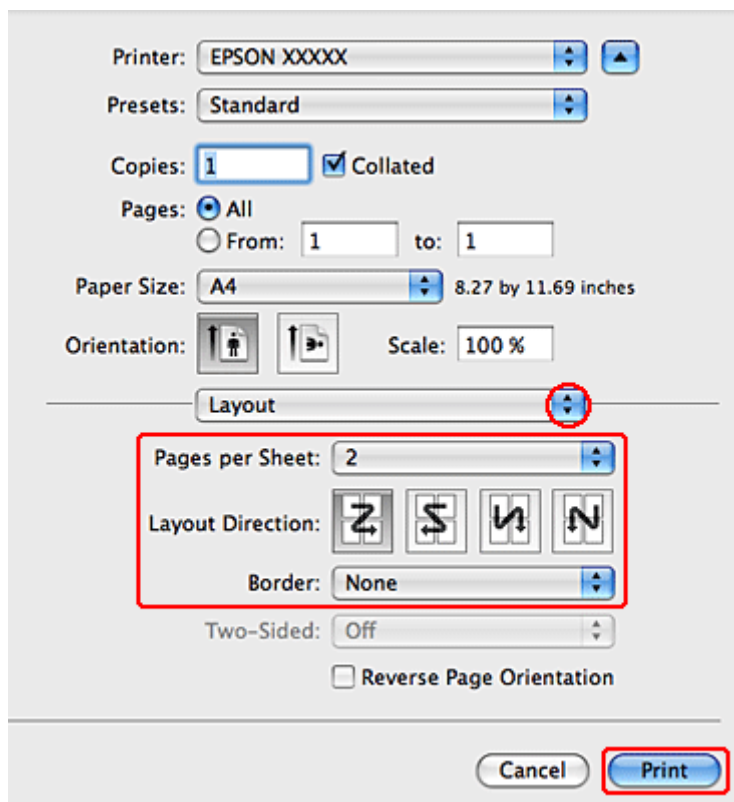 Printer: EPSON XXXXX
Presets: Standard
Copies: 1 Collated
Pages: All
From: 1 to: 1
Paper Size: A4 8.27 by 11.69 inches
Orientation: Scale: 100 %
Layout
Pages per Sheet: 2
Layout Direction:
Border: None
Two-Sided: Off
Reverse Page Orientation
Cancel Print